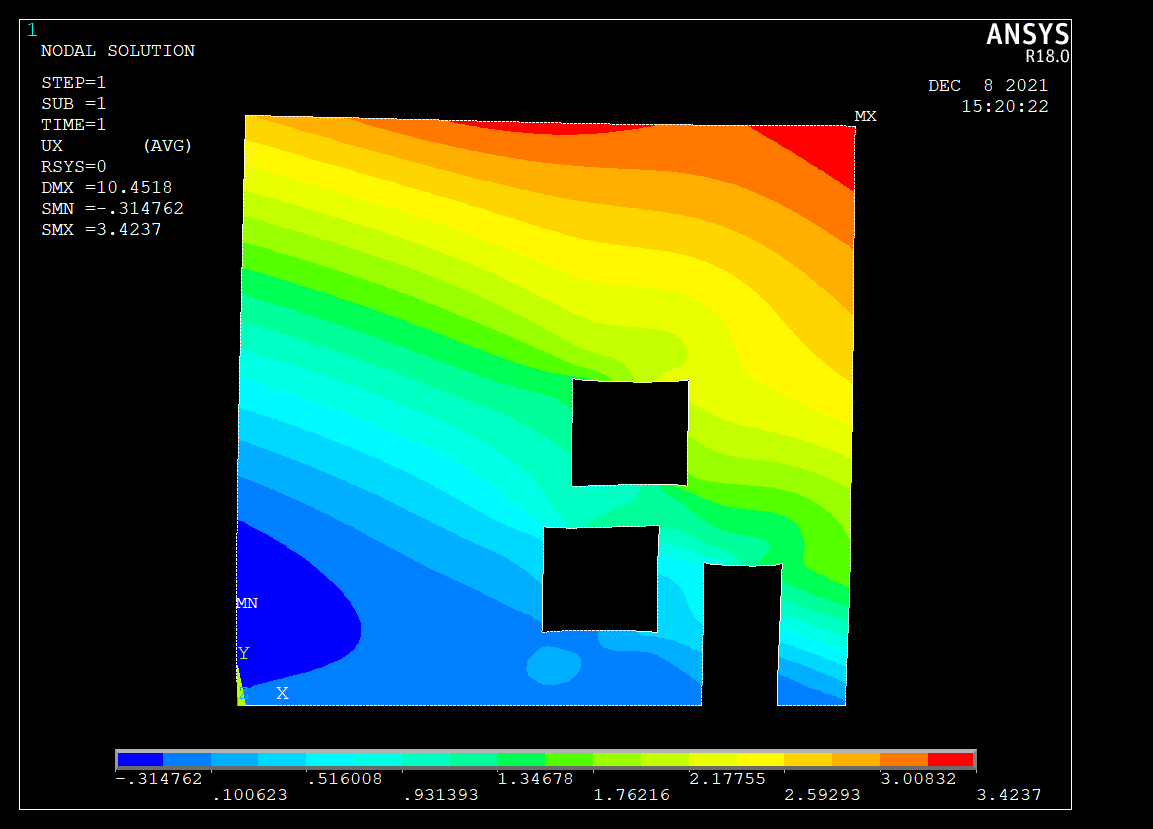 1
ANSYS
R18.0
NODAL SOLUTION
STEP=1
SUB =1
TIME=1
UX (AVG)
RSYS=0
DMX =10.4518
SMN =-.314762
SMX =3.4237
DEC 8 2021
15:20:22
MX
MN
Y
Z X
-.314762 .516008 1.34678 2.17755 3.00832
.100623 .931393 1.76216 2.59293 3.4237